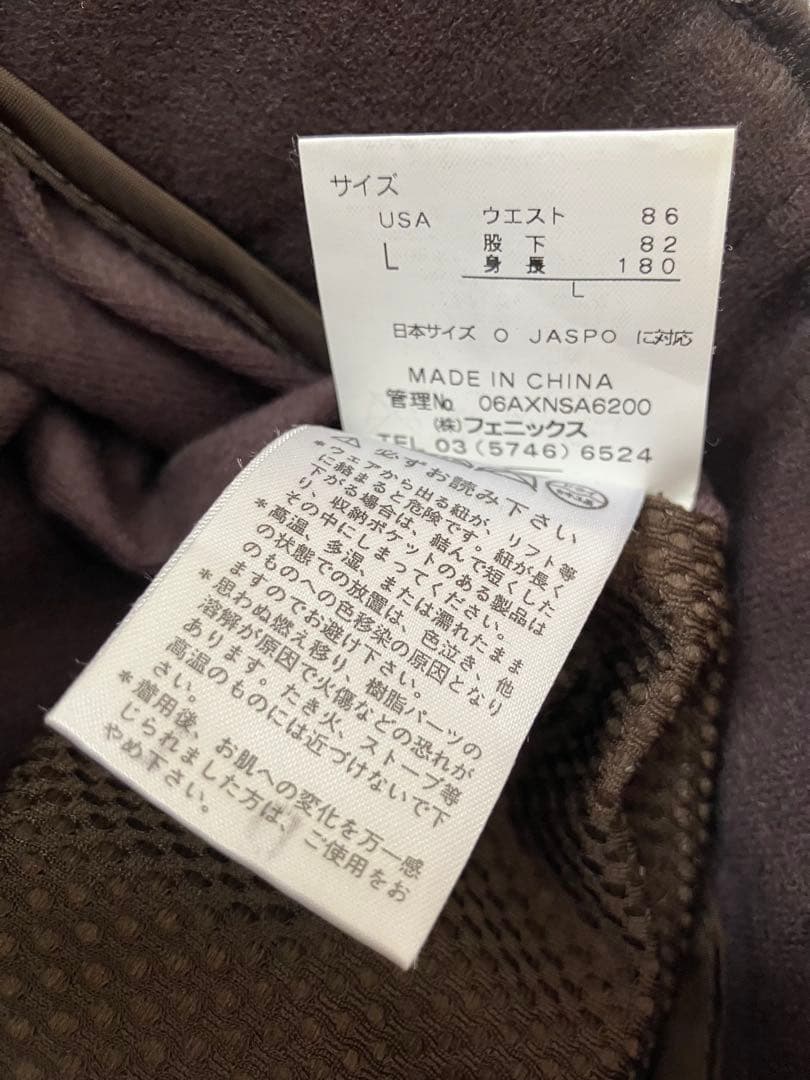 サイズ
USA ウエスト 86
L 股下 82
身長 180
L
日本サイズ O JASPO に対応
MADE IN CHINA
管理No. 06AXNSA6200
(株)フェニックス
TEL 03 (5746) 6524
必ずお読み下さい
*ウェアから出る紐が、リフト等
に絡まると危険です。紐が長く
下がる場合は、結んで短くした
り、収納ポケットのある製品は
その中にしまってください。
*高温、多湿、または濡れたまま
の状態での放置は、色泣き、他
のものへの色移染の原因となり
ますのでお避け下さい。
*思わぬ燃え移り、樹脂パーツの
溶解が原因で火傷などの恐れが
あります。たき火、ストーブ等
高温のものには近づけないで下
さい。
*着用後、お肌への変化を万一感
じられました方は、ご使用をお
やめ下さい。